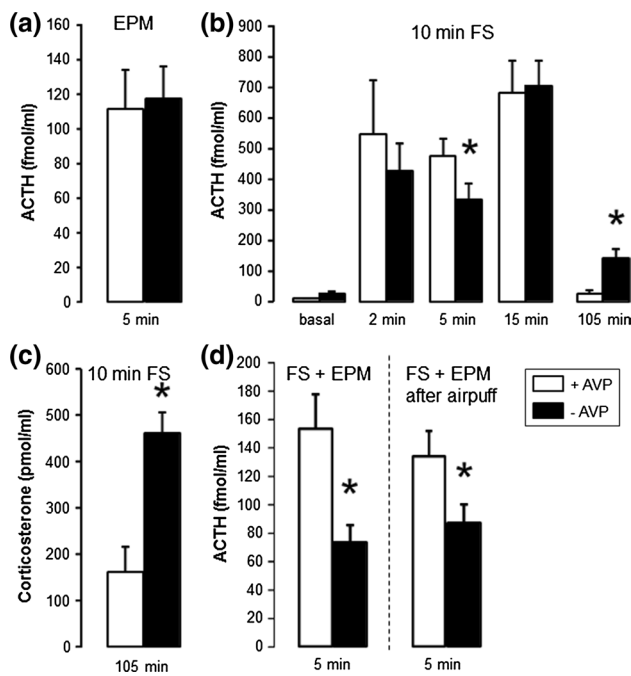 (a)
EPM
ACTH (fmol/ml)
160
140
120
100
80
60
40
20
0
5 min
(b)
10 min FS
ACTH (fmol/ml)
900
800
700
600
500
400
300
200
100
0
*
*
basal
2 min
5 min
15 min
105 min
(c)
10 min FS
Corticosterone (pmol/ml)
600
500
400
300
200
100
0
*
105 min
(d)
FS + EPM
FS + EPM
after airpuff
ACTH (fmol/ml)
200
180
160
140
120
100
80
60
40
20
0
*
*
5 min
5 min
+ AVP
- AVP